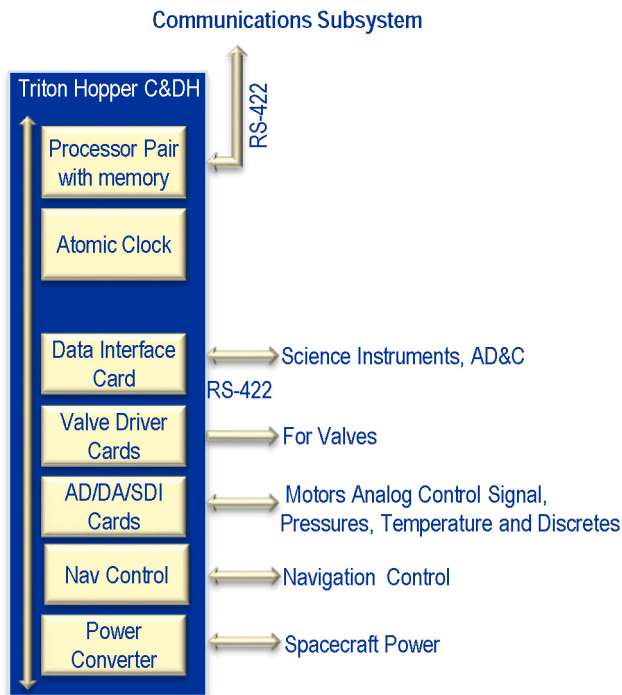 Communications Subsystem
Triton Hopper C&DH
RS-422
Processor Pair
with memory
Atomic Clock
Data Interface
Card
Science Instruments, AD&C
RS-422
Valve Driver
Cards
For Valves
AD/DA/SDI
Cards
Motors Analog Control Signal,
Pressures, Temperature and Discretes
Nav Control
Navigation Control
Power
Converter
Spacecraft Power